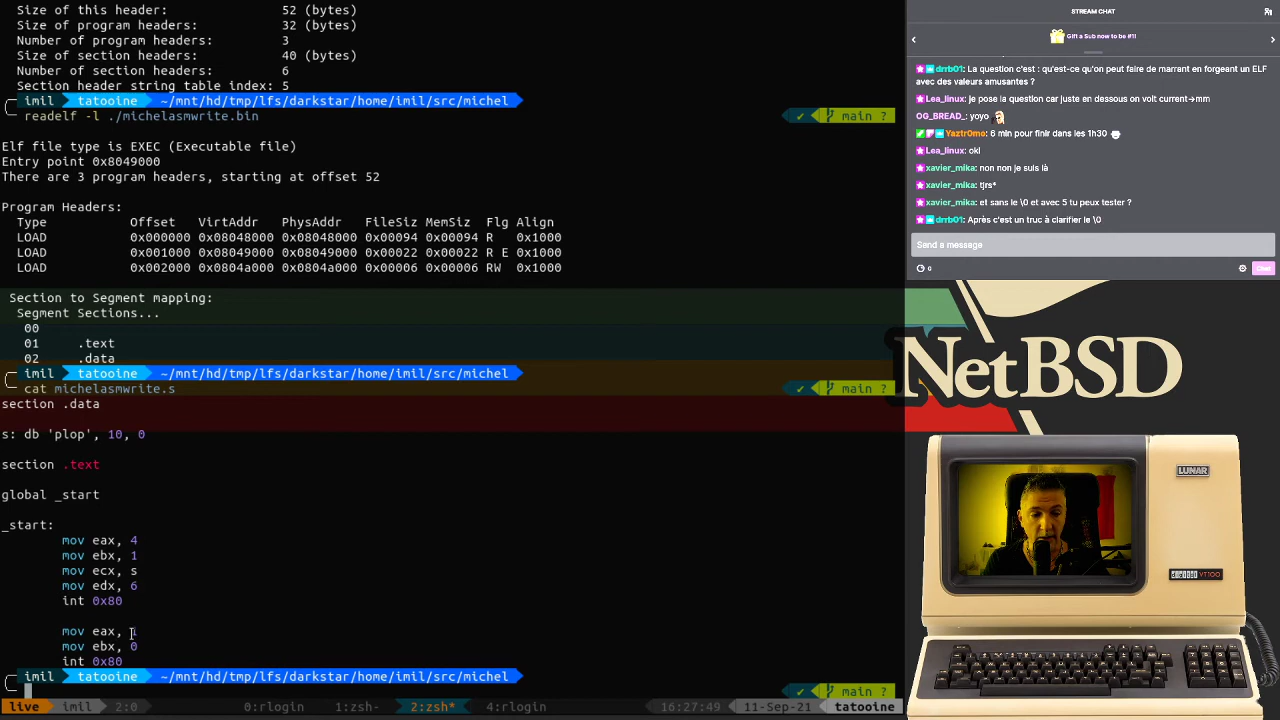 Size of this header: 52 (bytes)
Size of program headers: 32 (bytes)
Number of program headers: 3
Size of section headers: 40 (bytes)
Number of section headers: 6
Section header string table index: 5
imil tatooine ~/mnt/hd/tmp/lfs/darkstar/home/imil/src/michel
readelf -l ./michelasmwrite.bin ✔ main ?
Elf file type is EXEC (Executable file)
Entry point 0x8049000
There are 3 program headers, starting at offset 52
Program Headers:
Type Offset VirtAddr PhysAddr FileSiz MemSiz Flg Align
LOAD 0x000000 0x08048000 0x08048000 0x00094 0x00094 R 0x1000
LOAD 0x001000 0x08049000 0x08049000 0x00022 0x00022 R E 0x1000
LOAD 0x002000 0x0804a000 0x0804a000 0x00006 0x00006 RW 0x1000
Section to Segment mapping:
Segment Sections...
00
01 .text
02 .data
imil tatooine ~/mnt/hd/tmp/lfs/darkstar/home/imil/src/michel
cat michelasmwrite.s ✔ main ?
section .data
s: db 'plop', 10, 0
section .text
global _start
_start:
mov eax, 4
mov ebx, 1
mov ecx, s
mov edx, 6
int 0x80
mov eax, 1
mov ebx, 0
int 0x80
imil tatooine ~/mnt/hd/tmp/lfs/darkstar/home/imil/src/michel
✔ main ?
live imil 2:0 0:rlogin 1:zsh- 2:zsh* 4:rlogin 16:27:49 11-Sep-21 tatooine
STREAM CHAT
Gift a Sub now to be #1!
drrb01: La question c'est : qu'est-ce qu'on peut faire de marrant en forgeant un ELF
avec des valeurs amusantes ?
Lea_linux: je pose la question car juste en dessous on voit current->mm
OG_BREAD_: yoyo
Yaztr0mo: 6 min pour finir dans les 1h30
Lea_linux: okl
xavier_mika: non non je suis là
xavier_mika: tjrs*
xavier_mika: et sans le \0 et avec 5 tu peux tester ?
drrb01: Après c'est un truc à clarifier le \0
Send a message
0
Chat
NetBSD
LUNAR
digital VT100